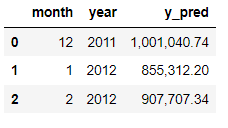 month year y_pred
0 12 2011 1,001,040.74
1 1 2012 855,312.20
2 2 2012 907,707.34